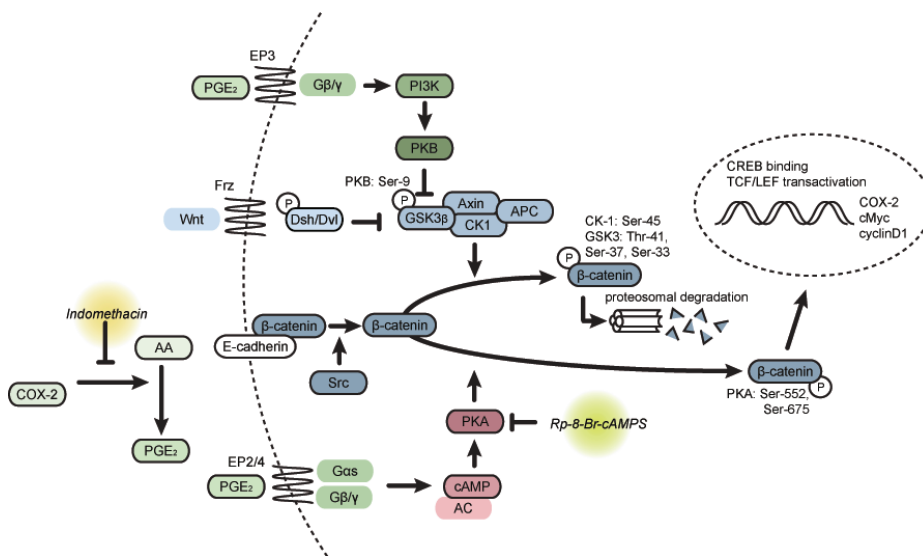 EP3
PGE₂
Gβ/γ
PI3K
PKB
PKB: Ser-9
Frz
Wnt
P
Dsh/Dvl
P
GSK3β
Axin
CK1
APC
CK-1: Ser-45
GSK3: Thr-41,
Ser-37, Ser-33
P
β-catenin
proteosomal degradation
CREB binding
TCF/LEF transactivation
COX-2
cMyc
cyclinD1
Indomethacin
AA
COX-2
PGE₂
β-catenin
E-cadherin
β-catenin
Src
β-catenin
P
PKA: Ser-552,
Ser-675
PKA
Rp-8-Br-cAMPS
EP2/4
PGE₂
Gαs
Gβ/γ
cAMP
AC